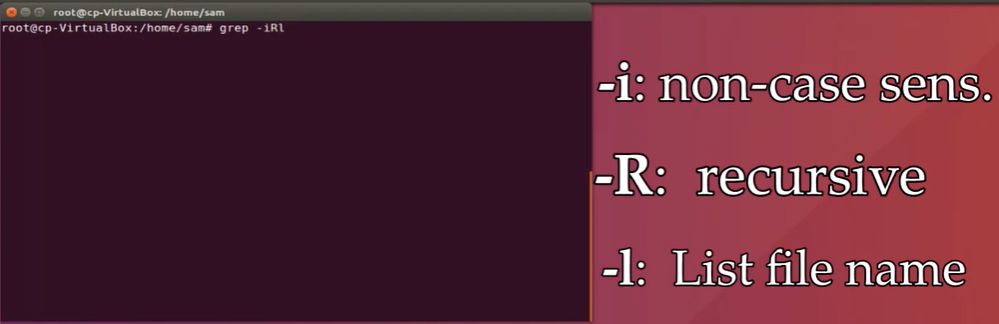 root@cp-VirtualBox: /home/sam
root@cp-VirtualBox:/home/sam# grep -iRl
-i: non-case sens.
-R: recursive
-l: List file name